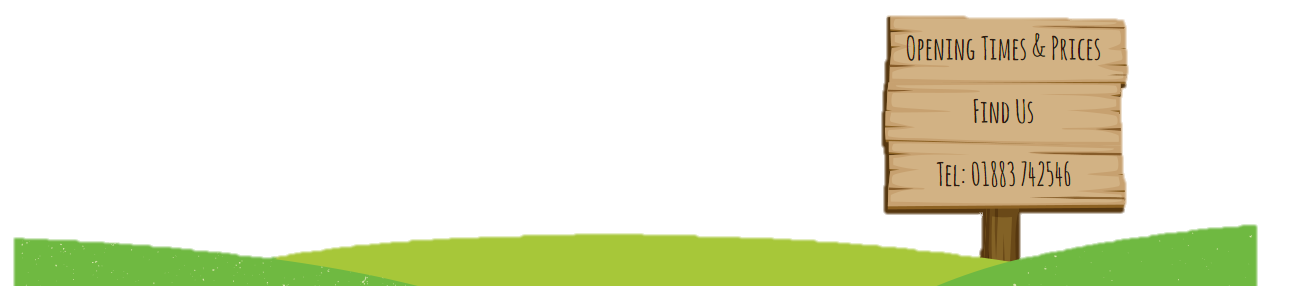 Opening Times & Prices
Find Us
Tel: 01883 742546